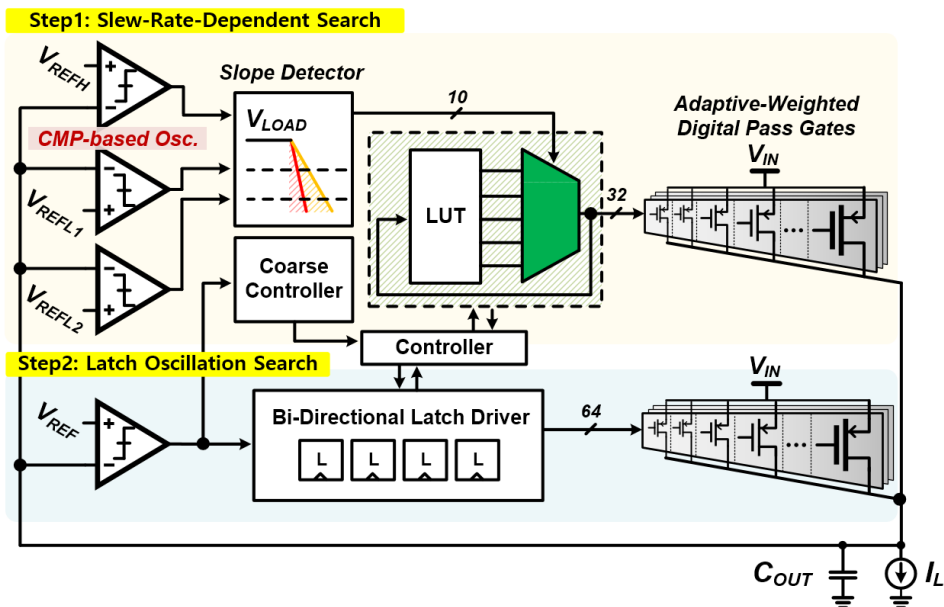 Step1: Slew-Rate-Dependent Search
VREFH
+
−
CMP-based Osc.
−
+
VREFL1
−
+
VREFL2
Slope Detector
VLOAD
10
LUT
32
Adaptive-Weighted
Digital Pass Gates
VIN
Coarse
Controller
Controller
Step2: Latch Oscillation Search
VREF
+
−
Bi-Directional Latch Driver
L L L L
64
VIN
COUT
IL